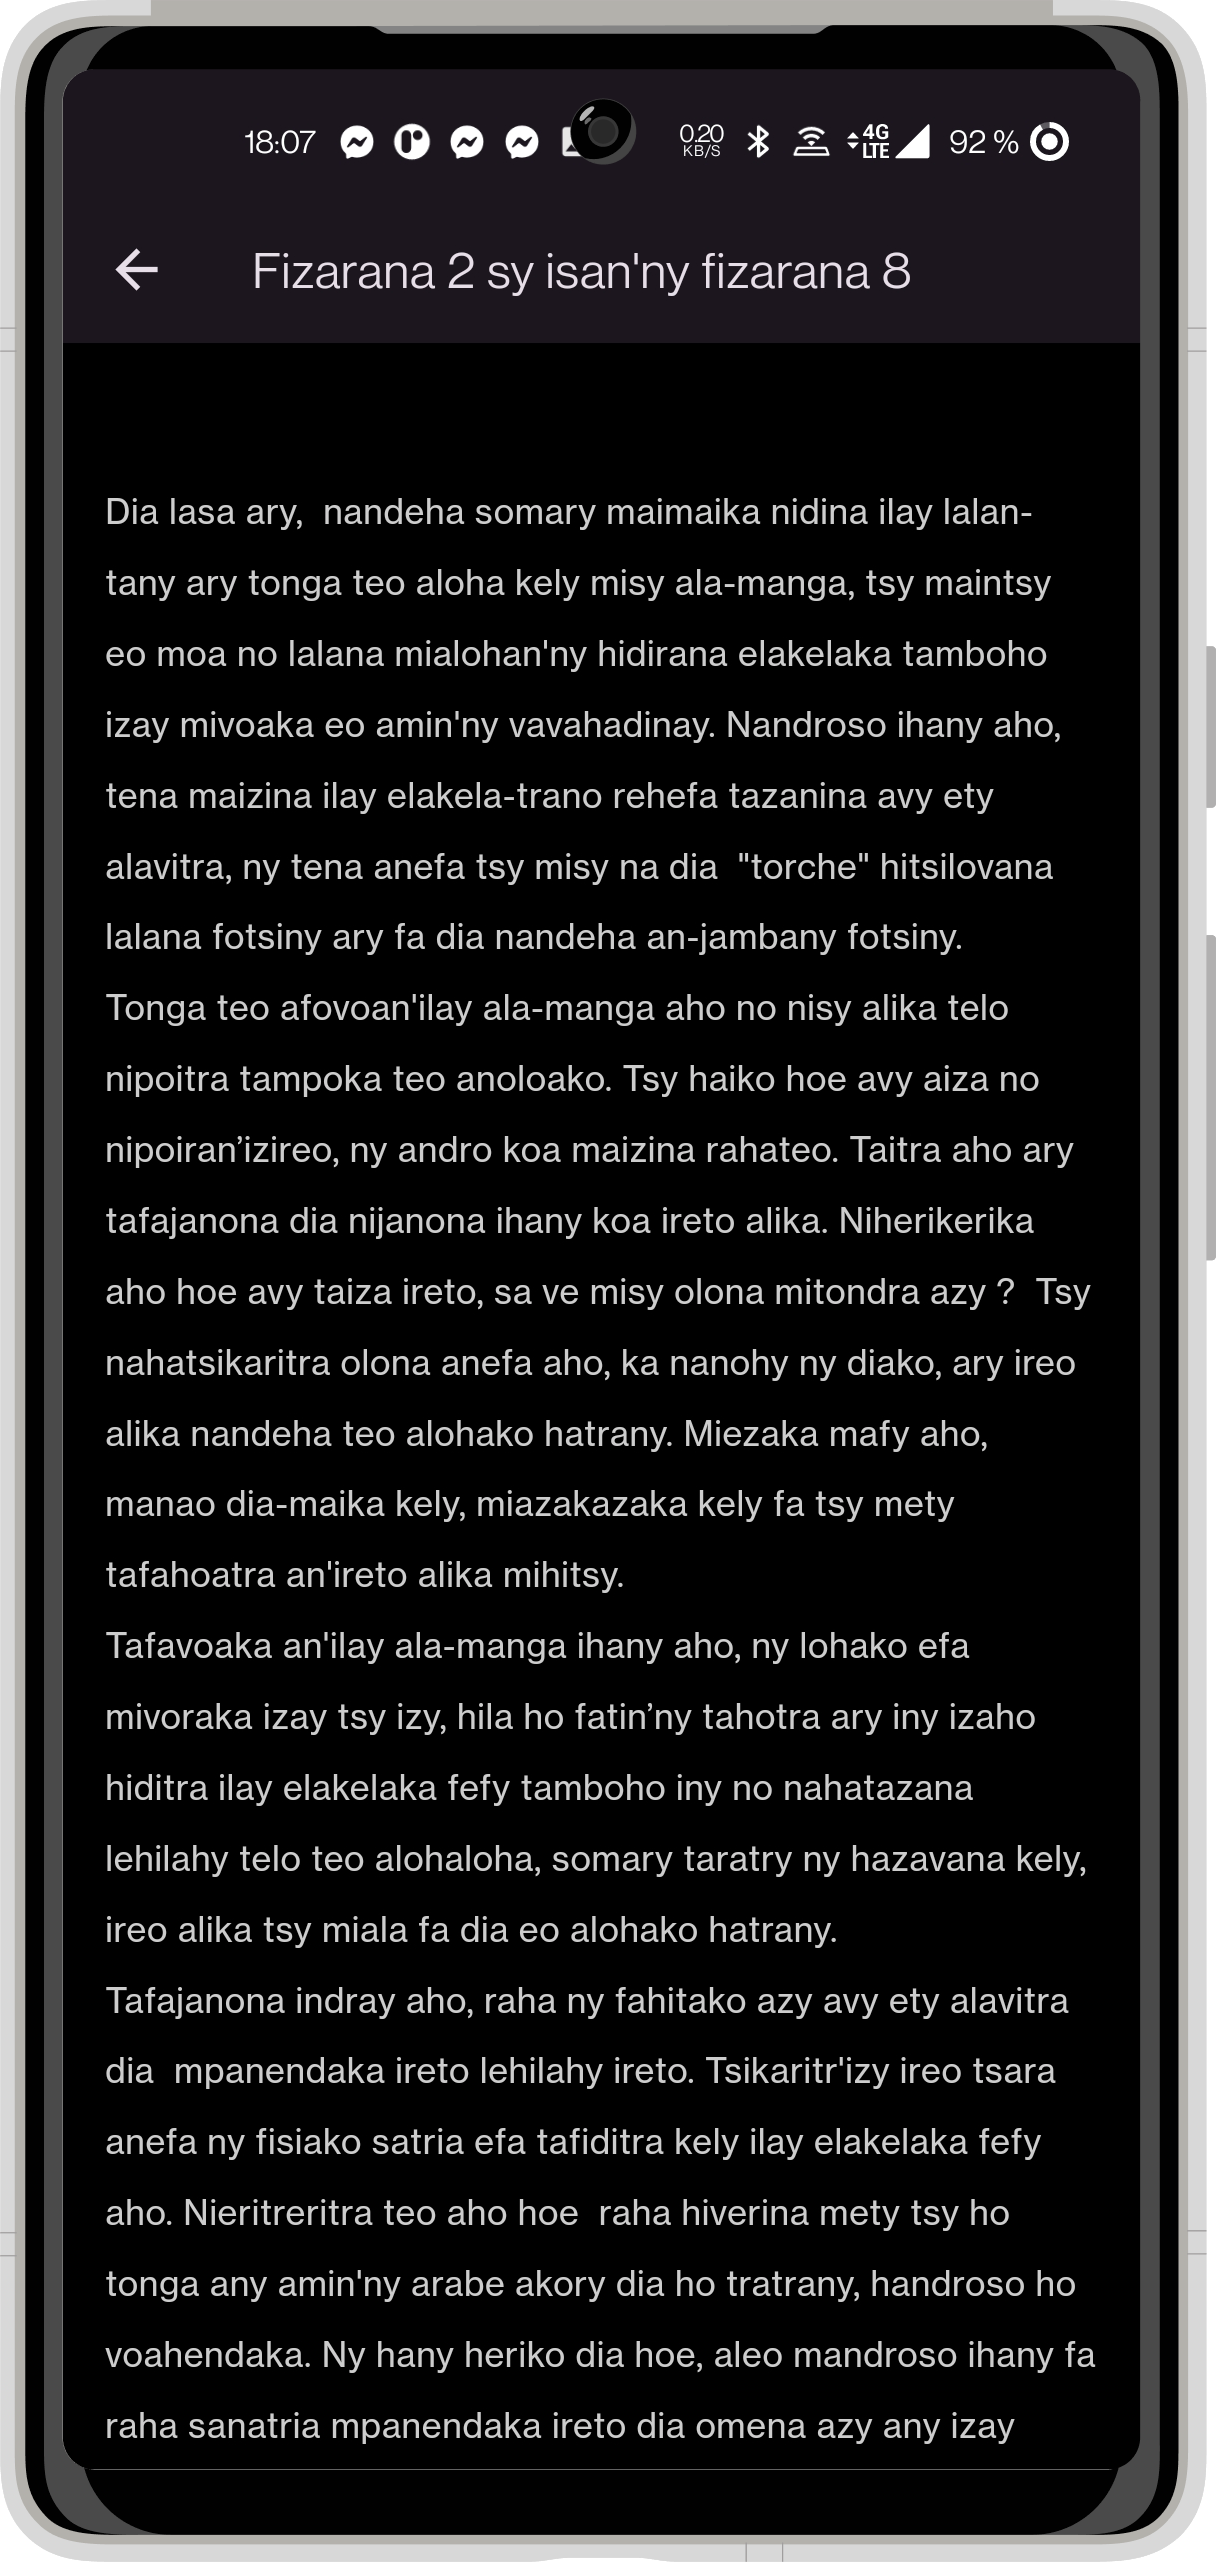 18:07
0.20
KB/S
4G
LTE
92 %
Fizarana 2 sy isan'ny fizarana 8
Dia lasa ary,  nandeha somary maimaika nidina ilay lalan-
tany ary tonga teo aloha kely misy ala-manga, tsy maintsy
eo moa no lalana mialohan'ny hidirana elakelaka tamboho
izay mivoaka eo amin'ny vavahadinay. Nandroso ihany aho,
tena maizina ilay elakela-trano rehefa tazanina avy ety
alavitra, ny tena anefa tsy misy na dia  "torche" hitsilovana
lalana fotsiny ary fa dia nandeha an-jambany fotsiny.
Tonga teo afovoan'ilay ala-manga aho no nisy alika telo
nipoitra tampoka teo anoloako. Tsy haiko hoe avy aiza no
nipoiran’izireo, ny andro koa maizina rahateo. Taitra aho ary
tafajanona dia nijanona ihany koa ireto alika. Niherikerika
aho hoe avy taiza ireto, sa ve misy olona mitondra azy ?  Tsy
nahatsikaritra olona anefa aho, ka nanohy ny diako, ary ireo
alika nandeha teo alohako hatrany. Miezaka mafy aho,
manao dia-maika kely, miazakazaka kely fa tsy mety
tafahoatra an'ireto alika mihitsy.
Tafavoaka an'ilay ala-manga ihany aho, ny lohako efa
mivoraka izay tsy izy, hila ho fatin’ny tahotra ary iny izaho
hiditra ilay elakelaka fefy tamboho iny no nahatazana
lehilahy telo teo alohaloha, somary taratry ny hazavana kely,
ireo alika tsy miala fa dia eo alohako hatrany.
Tafajanona indray aho, raha ny fahitako azy avy ety alavitra
dia  mpanendaka ireto lehilahy ireto. Tsikaritr'izy ireo tsara
anefa ny fisiako satria efa tafiditra kely ilay elakelaka fefy
aho. Nieritreritra teo aho hoe  raha hiverina mety tsy ho
tonga any amin'ny arabe akory dia ho tratrany, handroso ho
voahendaka. Ny hany heriko dia hoe, aleo mandroso ihany fa
raha sanatria mpanendaka ireto dia omena azy any izay